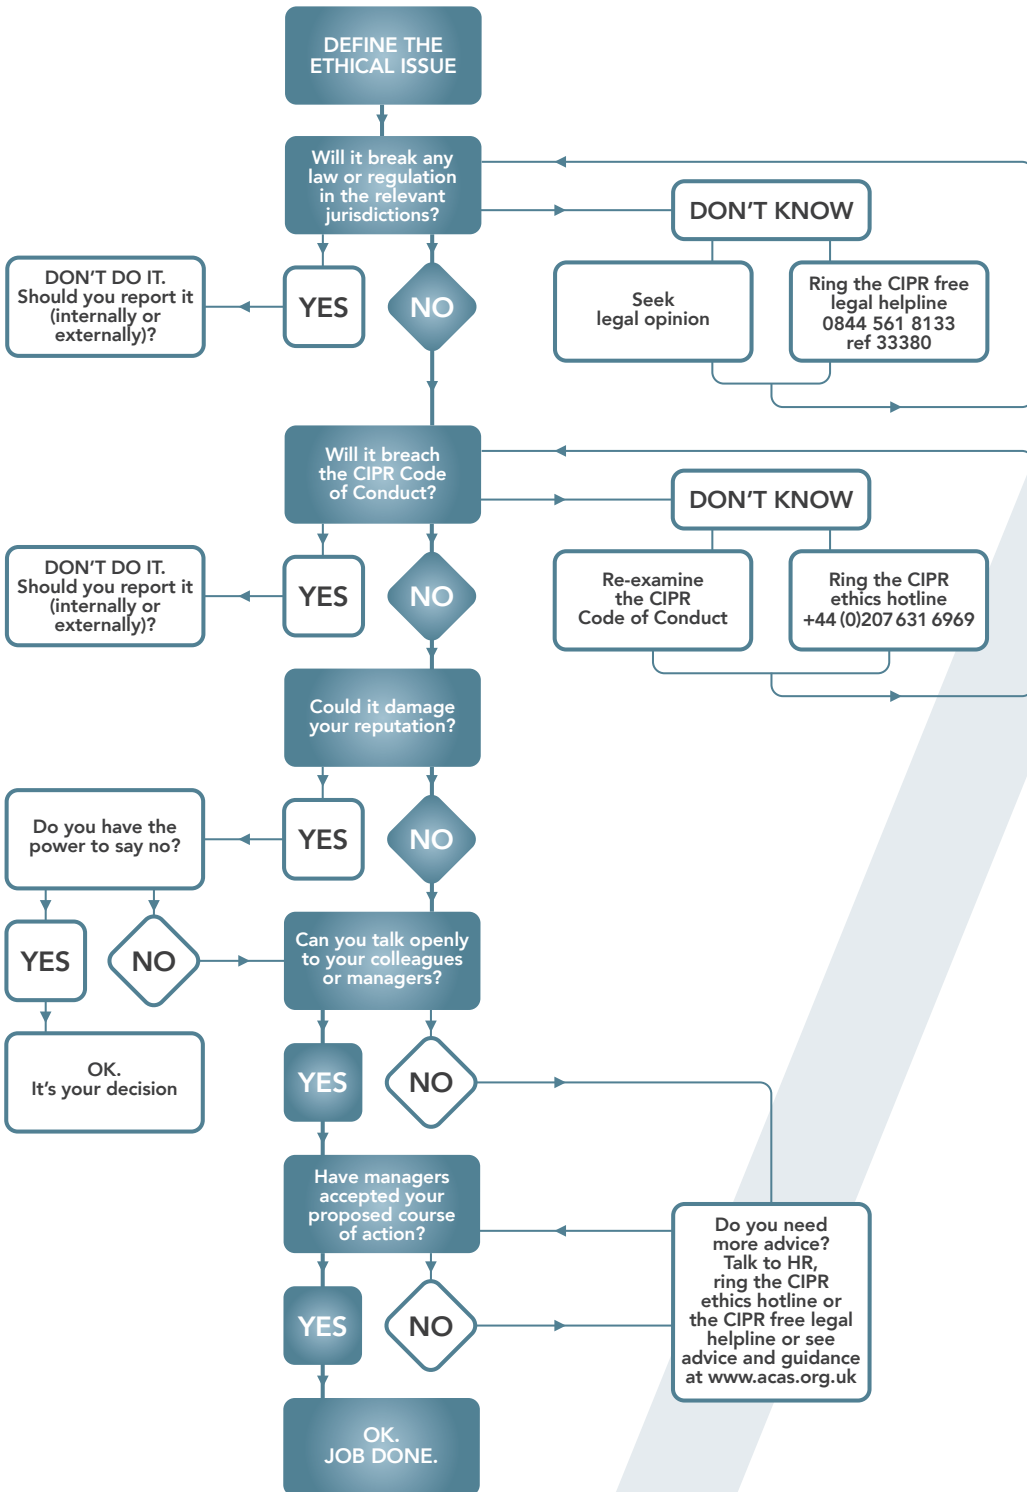 DEFINE THE
ETHICAL ISSUE
Will it break any
law or regulation
in the relevant
jurisdictions?
DON'T KNOW
DON'T DO IT.
Should you report it
(internally or
externally)?
YES
NO
Seek
legal opinion
Ring the CIPR free
legal helpline
0844 561 8133
ref 33380
Will it breach
the CIPR Code
of Conduct?
DON'T KNOW
DON'T DO IT.
Should you report it
(internally or
externally)?
YES
NO
Re-examine
the CIPR
Code of Conduct
Ring the CIPR
ethics hotline
+44 (0)207 631 6969
Could it damage
your reputation?
Do you have the
power to say no?
YES
NO
YES
NO
Can you talk openly
to your colleagues
or managers?
OK.
It's your decision
YES
NO
Have managers
accepted your
proposed course
of action?
Do you need
more advice?
Talk to HR,
ring the CIPR
ethics hotline or
the CIPR free legal
helpline or see
advice and guidance
at www.acas.org.uk
YES
NO
OK.
JOB DONE.